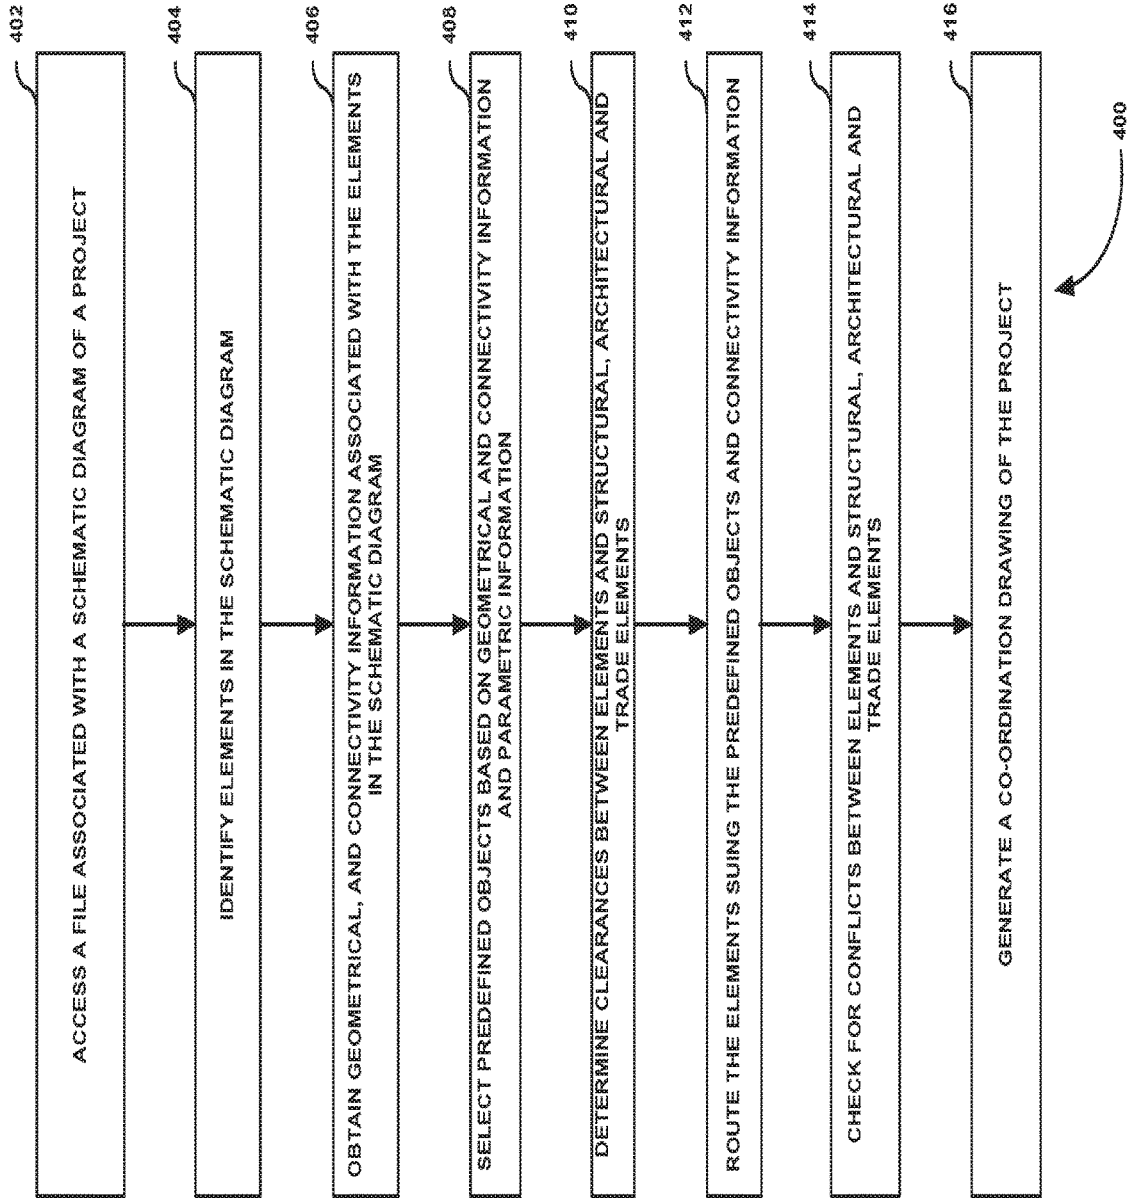 402
ACCESS A FILE ASSOCIATED WITH A SCHEMATIC DIAGRAM OF A PROJECT
404
IDENTIFY ELEMENTS IN THE SCHEMATIC DIAGRAM
406
OBTAIN GEOMETRICAL, AND CONNECTIVITY INFORMATION ASSOCIATED WITH THE ELEMENTS
IN THE SCHEMATIC DIAGRAM
408
SELECT PREDEFINED OBJECTS BASED ON GEOMETRICAL AND CONNECTIVITY INFORMATION
AND PARAMETRIC INFORMATION
410
DETERMINE CLEARANCES BETWEEN ELEMENTS AND STRUCTURAL, ARCHITECTURAL AND
TRADE ELEMENTS
412
ROUTE THE ELEMENTS SUING THE PREDEFINED OBJECTS AND CONNECTIVITY INFORMATION
414
CHECK FOR CONFLICTS BETWEEN ELEMENTS AND STRUCTURAL, ARCHITECTURAL AND
TRADE ELEMENTS
416
GENERATE A CO-ORDINATION DRAWING OF THE PROJECT
400